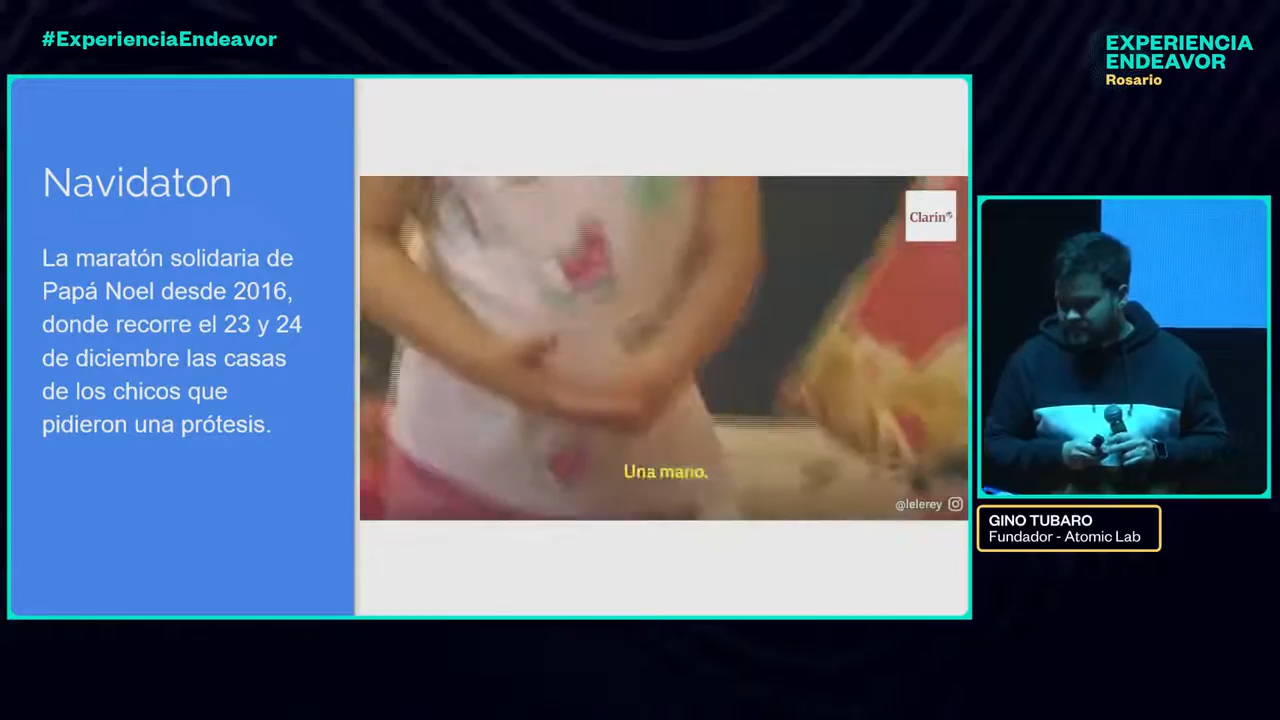 #ExperienciaEndeavor
EXPERIENCIA
ENDEAVOR
Rosario
Navidaton
La maratón solidaria de
Papá Noel desde 2016,
donde recorre el 23 y 24
de diciembre las casas
de los chicos que
pidieron una prótesis.
Clarín
Una mano.
@lelerey
GINO TUBARO
Fundador - Atomic Lab